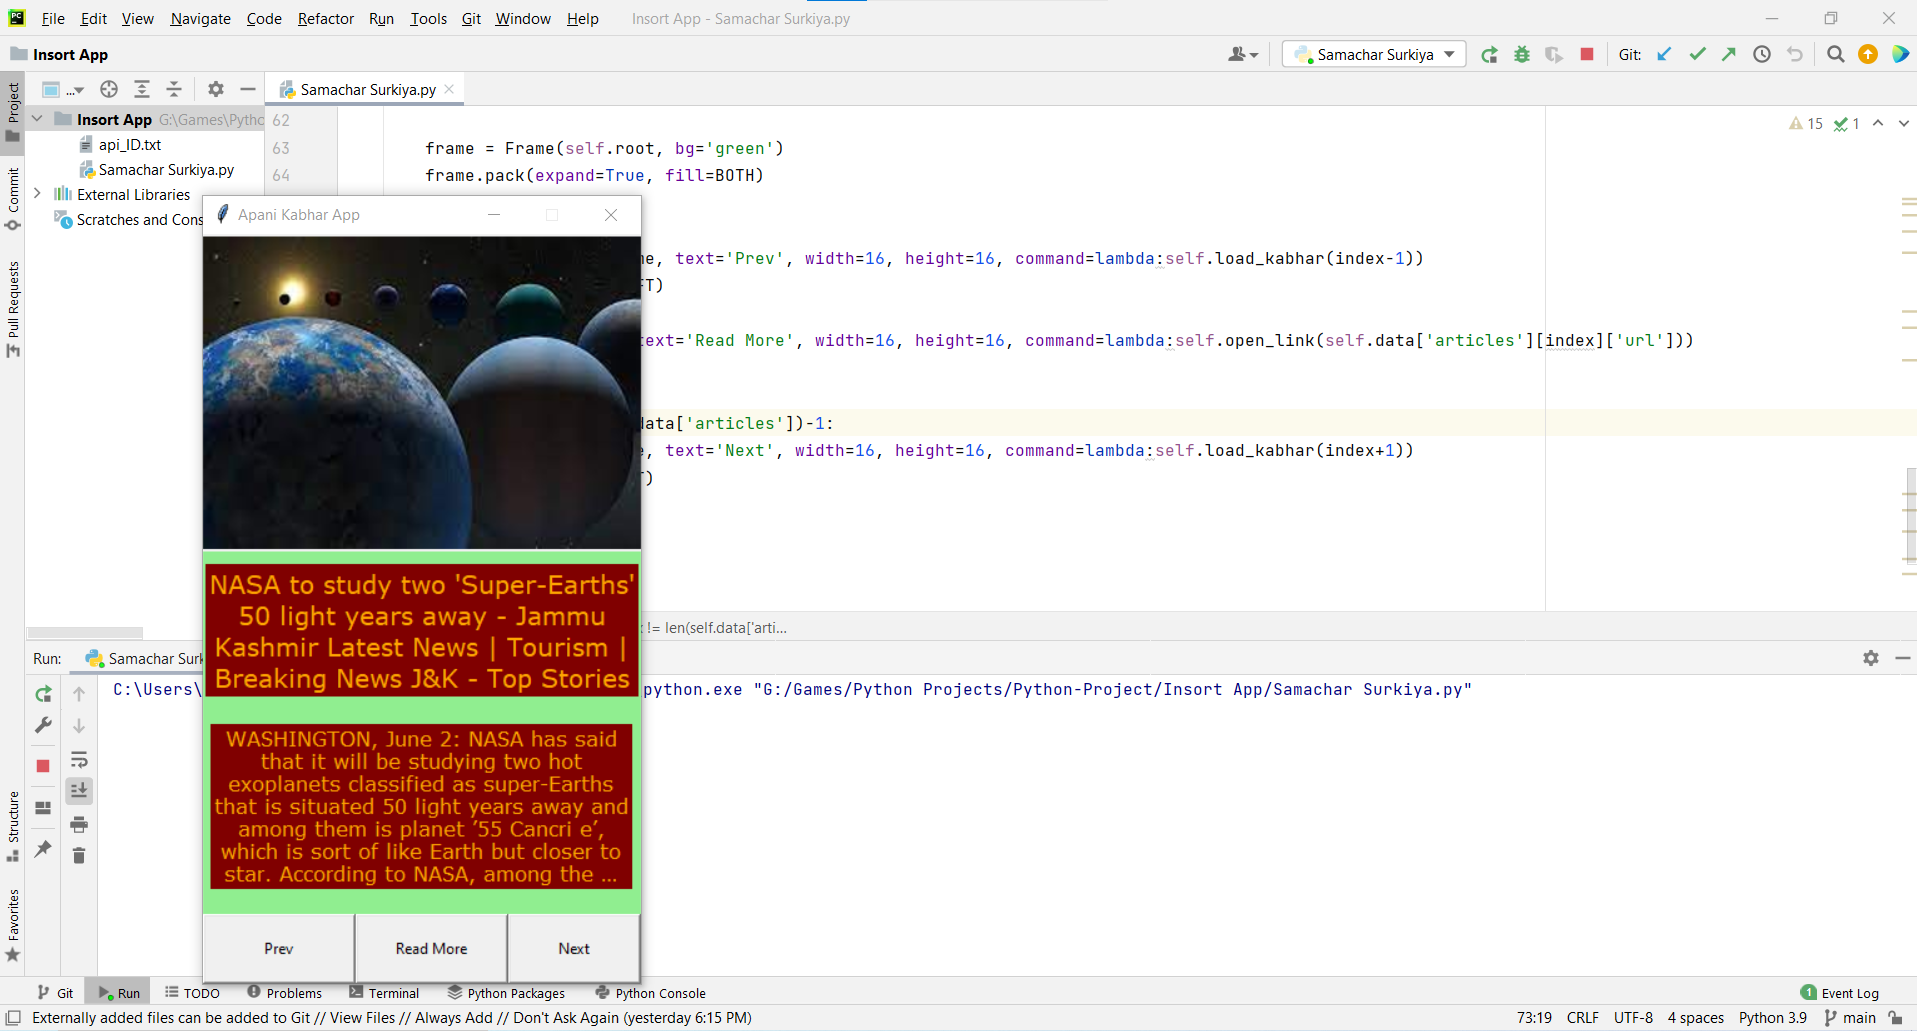 File Edit View Navigate Code Refactor Run Tools Git Window Help Insort App - Samachar Surkiya.py
Insort App
Samachar Surkiya
Git:
Project
...
Samachar Surkiya.py
Insort App G:\Games\Pytho
api_ID.txt
Samachar Surkiya.py
External Libraries
Scratches and Cons
Commit
Pull Requests
Structure
Favorites
62
63 frame = Frame(self.root, bg='green')
64 frame.pack(expand=True, fill=BOTH)
15 1
, text='Prev', width=16, height=16, command=lambda:self.load_kabhar(index-1))
T)
text='Read More', width=16, height=16, command=lambda:self.open_link(self.data['articles'][index]['url']))
data['articles'])-1:
, text='Next', width=16, height=16, command=lambda:self.load_kabhar(index+1))
)
!= len(self.data['arti...
Apani Kabhar App
NASA to study two 'Super-Earths'
50 light years away - Jammu
Kashmir Latest News | Tourism |
Breaking News J&K - Top Stories
WASHINGTON, June 2: NASA has said
that it will be studying two hot
exoplanets classified as super-Earths
that is situated 50 light years away and
among them is planet ’55 Cancri e’,
which is sort of like Earth but closer to
star. According to NASA, among the ...
Prev Read More Next
Run: Samachar Surk
C:\Users\
python.exe "G:/Games/Python Projects/Python-Project/Insort App/Samachar Surkiya.py"
Git Run TODO Problems Terminal Python Packages Python Console 1 Event Log
Externally added files can be added to Git // View Files // Always Add // Don't Ask Again (yesterday 6:15 PM) 73:19 CRLF UTF-8 4 spaces Python 3.9 main